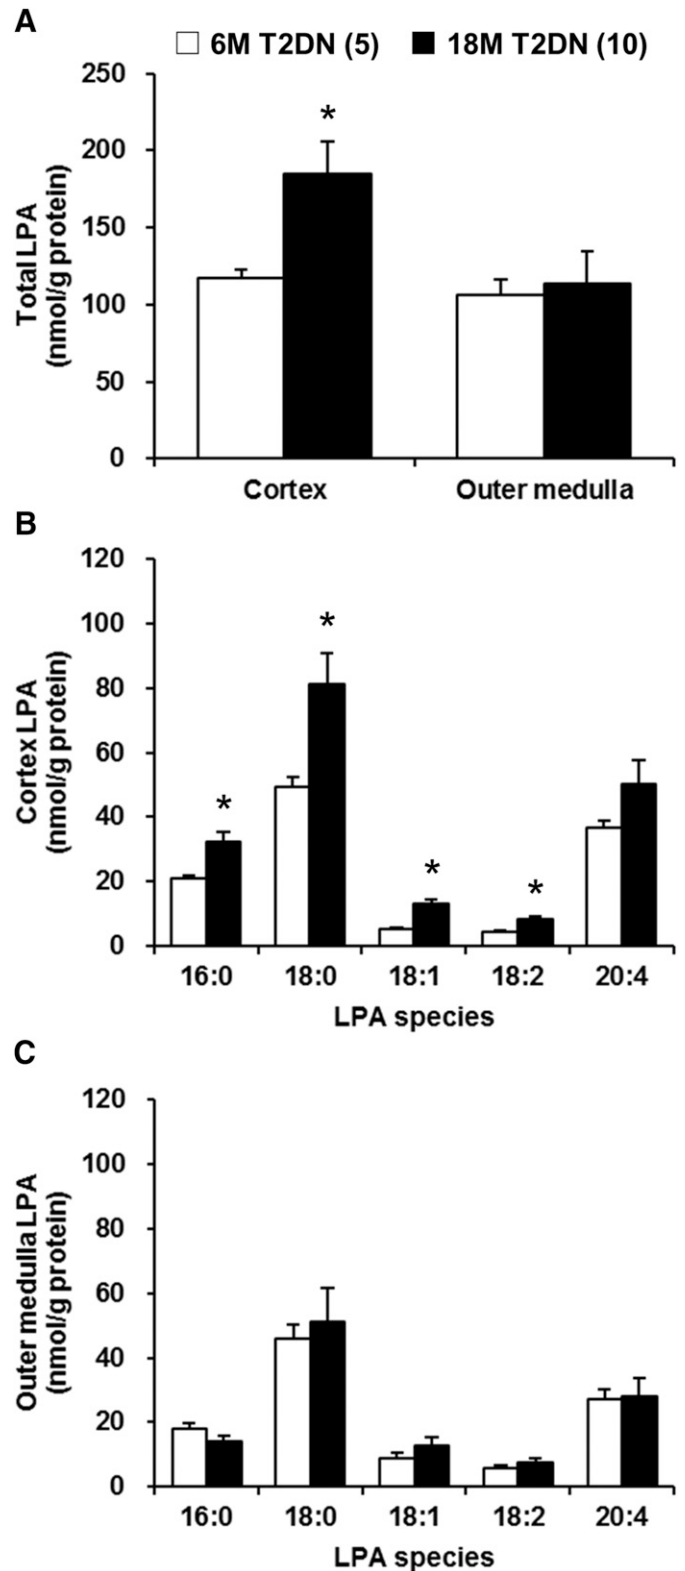 A
6M T2DN (5) 18M T2DN (10)
250
200
150
100
50
0
Total LPA
(nmol/g protein)
*
Cortex Outer medulla
B
120
100
80
60
40
20
0
Cortex LPA
(nmol/g protein)
* * * *
16:0 18:0 18:1 18:2 20:4
LPA species
C
120
100
80
60
40
20
0
Outer medulla LPA
(nmol/g protein)
16:0 18:0 18:1 18:2 20:4
LPA species